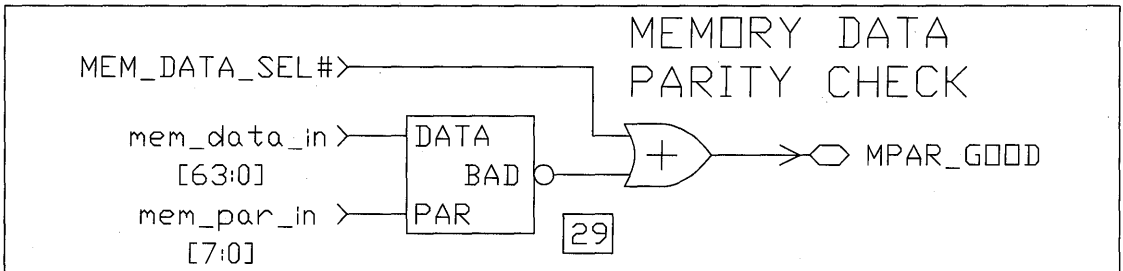 MEMORY DATA
PARITY CHECK
MEM_DATA_SEL#
mem_data_in
[63:0]
mem_par_in
[7:0]
DATA
BAD
PAR
+
MPAR_GOOD
29